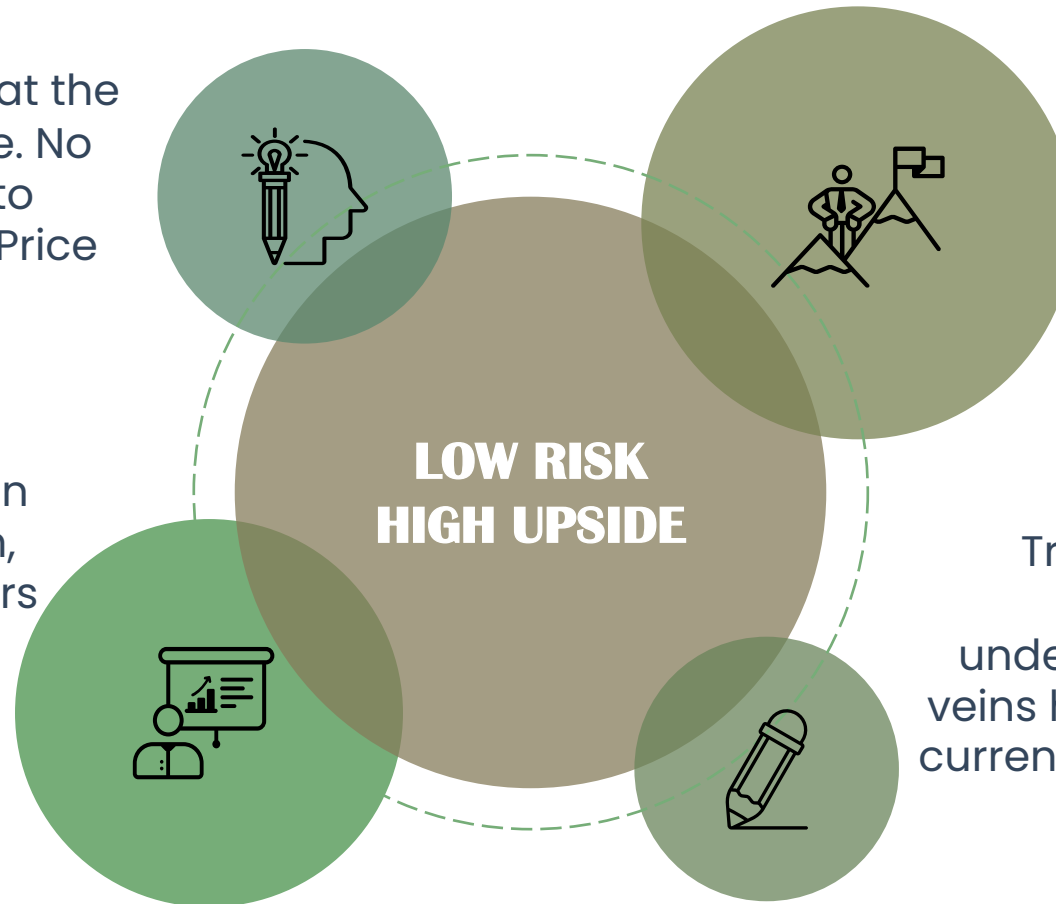 at the
e. No
to
Price
LOW RISK
HIGH UPSIDE
n
n,
rs
Tr
unde
veins
curren